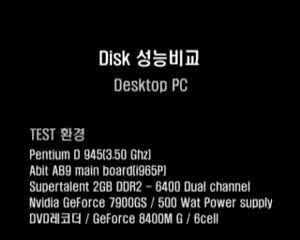 Disk 성능비교
Desktop PC
TEST 환경
Pentium D 945(3.50 Ghz)
Abit AB9 main board(i965P)
Supertalent 2GB DDR2 - 6400 Dual channel
Nvidia GeForce 7900GS / 500 Wat Power supply
DVD레코더 / GeForce 8400M G / 6cell